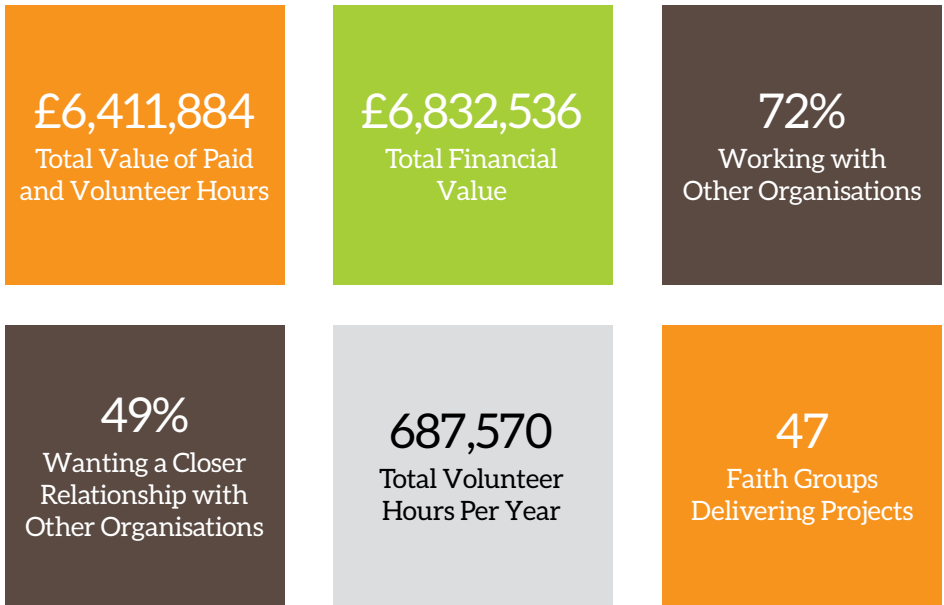 £6,411,884
Total Value of Paid
and Volunteer Hours
£6,832,536
Total Financial
Value
72%
Working with
Other Organisations
49%
Wanting a Closer
Relationship with
Other Organisations
687,570
Total Volunteer
Hours Per Year
47
Faith Groups
Delivering Projects